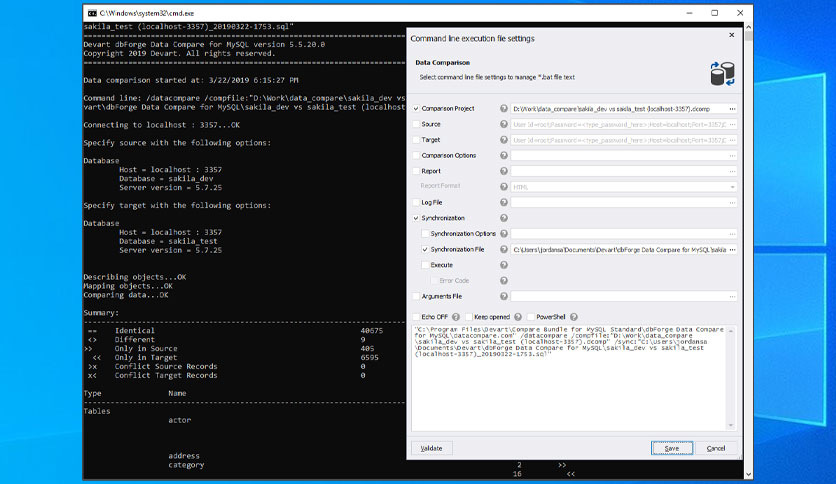 C:\Windows\system32\cmd.exe
sakila_test (localhost-3357)_20190322-1753.sql"
Devart dbForge Data Compare for MySQL version 5.5.20.0
Copyright 2019 Devart. All rights reserved.
Data comparison started at: 3/22/2019 6:15:27 PM
Command line: /datacompare /compfile:"D:\Work\data_compare\sakila_dev vs
vart\dbForge Data Compare for MySQL\sakila_dev vs sakila_test (localhost
Connecting to localhost : 3357...OK
Specify source with the following options:
Database
Host = localhost : 3357
Database = sakila_dev
Server version = 5.7.25
Specify target with the following options:
Database
Host = localhost : 3357
Database = sakila_test
Server version = 5.7.25
Describing objects...OK
Mapping objects...OK
Comparing data...OK
Summary:
== Identical 40675
<> Different 9
>> Only in Source 405
<< Only in Target 6595
>x Conflict Source Records 0
x< Conflict Target Records 0
Type Name
Tables
actor
address
category 2 >>
16 <<
Command line execution file settings
Data Comparison
Select command line file settings to manage *.bat file text
Comparison Project D:\Work\data_compare\sakila_dev vs sakila_test (localhost-3357).dcomp
Source User Id=root;Password=<type_password_here>;Host=localhost;Port=3357;
Target User Id=root;Password=<type_password_here>;Host=localhost;Port=3357;
Comparison Options
Report
Report Format HTML
Log File
Synchronization
Synchronization Options
Synchronization File C:\Users\jordansa\Documents\Devart\dbForge Data Compare for MySQL\sakila
Execute
Error Code
Arguments File
Echo OFF Keep opened PowerShell
"C:\Program Files\Devart\Compare Bundle for MySQL Standard\dbForge Data Compare
for MySQL\datacompare.com" /datacompare /compfile:"D:\Work\data_compare
\sakila_dev vs sakila_test (localhost-3357).dcomp" /sync:"C:\Users\jordansa
\Documents\Devart\dbForge Data Compare for MySQL\sakila_dev vs sakila_test
(localhost-3357)_20190322-1753.sql"
Validate Save Cancel